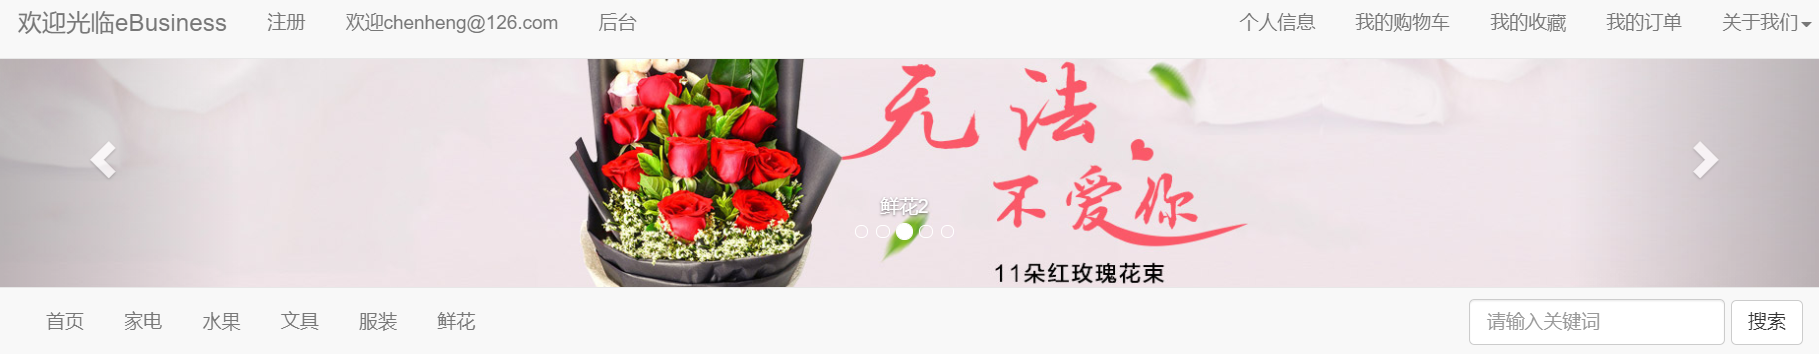 欢迎光临eBusiness 注册 欢迎chenheng@126.com 后台 个人信息 我的购物车 我的收藏 我的订单 关于我们
无法
不爱你
鲜花2
11朵红玫瑰花束
首页 家电 水果 文具 服装 鲜花 请输入关键词 搜索